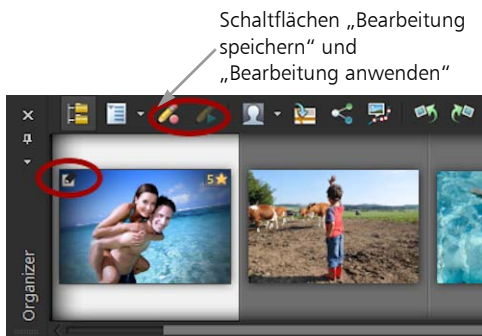 Schaltflächen „Bearbeitung
speichern“ und
„Bearbeitung anwenden“
5
Organizer